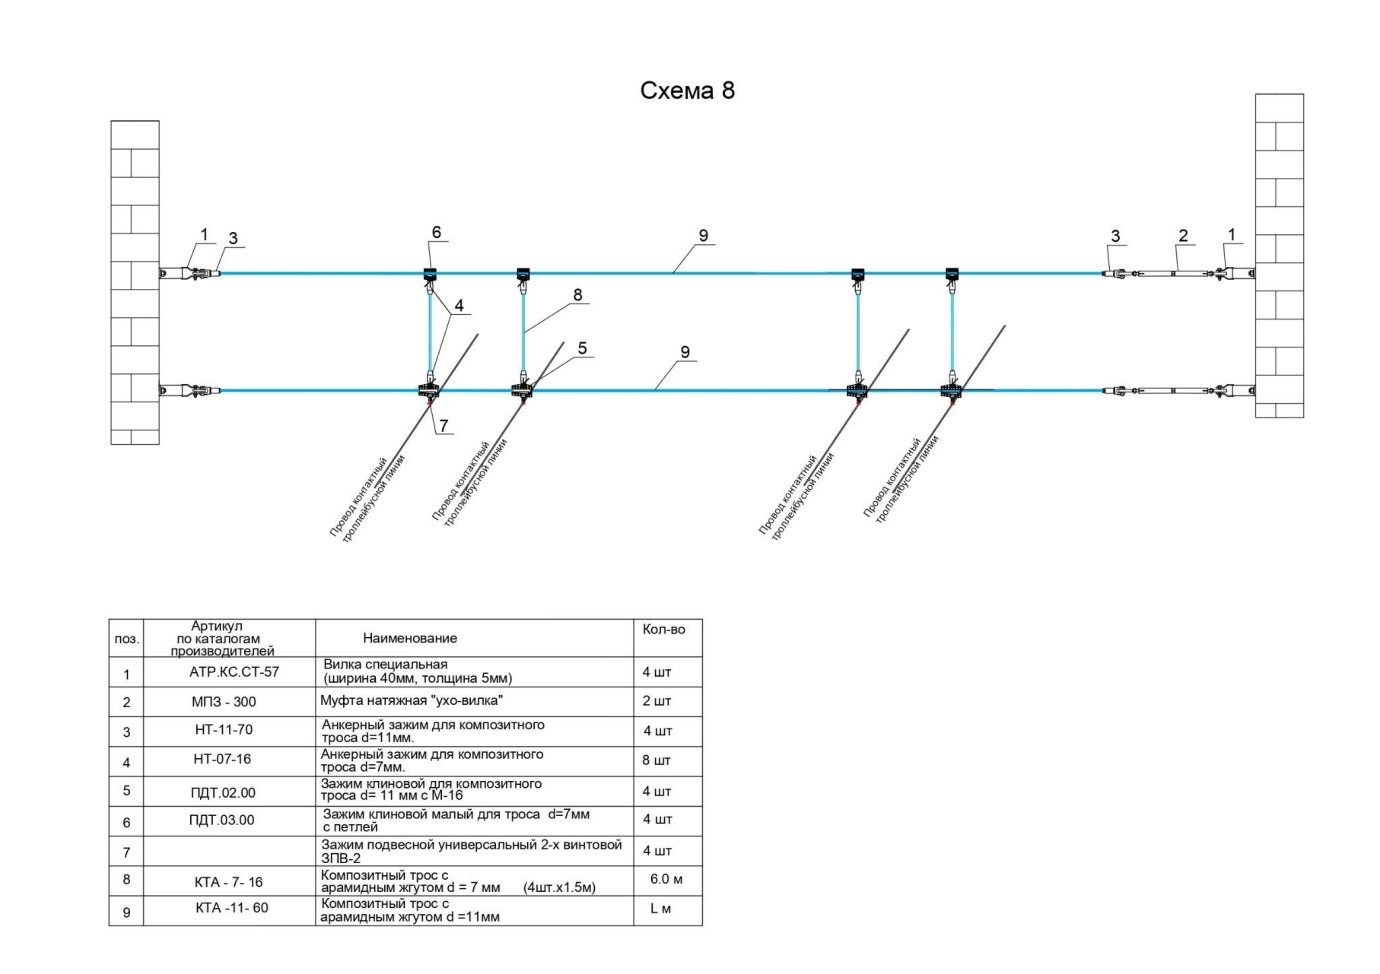 Схема 8
1
3
6
9
3
2
1
4
8
5
9
7
Провод контактный
троллейбусной линии
Провод контактный
троллейбусной линии
Провод контактный
троллейбусной линии
Провод контактный
троллейбусной линии
поз.
Артикул
по каталогам
производителей
Наименование
Кол-во
1
АТР.КС.СТ-57
Вилка специальная
(ширина 40мм, толщина 5мм)
4 шт
2
МПЗ - 300
Муфта натяжная "ухо-вилка"
2 шт
3
НТ-11-70
Анкерный зажим для композитного
троса d=11мм.
4 шт
4
НТ-07-16
Анкерный зажим для композитного
троса d=7мм.
8 шт
5
ПДТ.02.00
Зажим клиновой для композитного
троса d= 11 мм с М-16
4 шт
6
ПДТ.03.00
Зажим клиновой малый для троса d=7мм
с петлей
4 шт
7
Зажим подвесной универсальный 2-х винтовой
ЗПВ-2
4 шт
8
КТА - 7- 16
Композитный трос с
арамидным жгутом d = 7 мм (4шт.х1.5м)
6.0 м
9
КТА -11- 60
Композитный трос с
арамидным жгутом d =11мм
L м